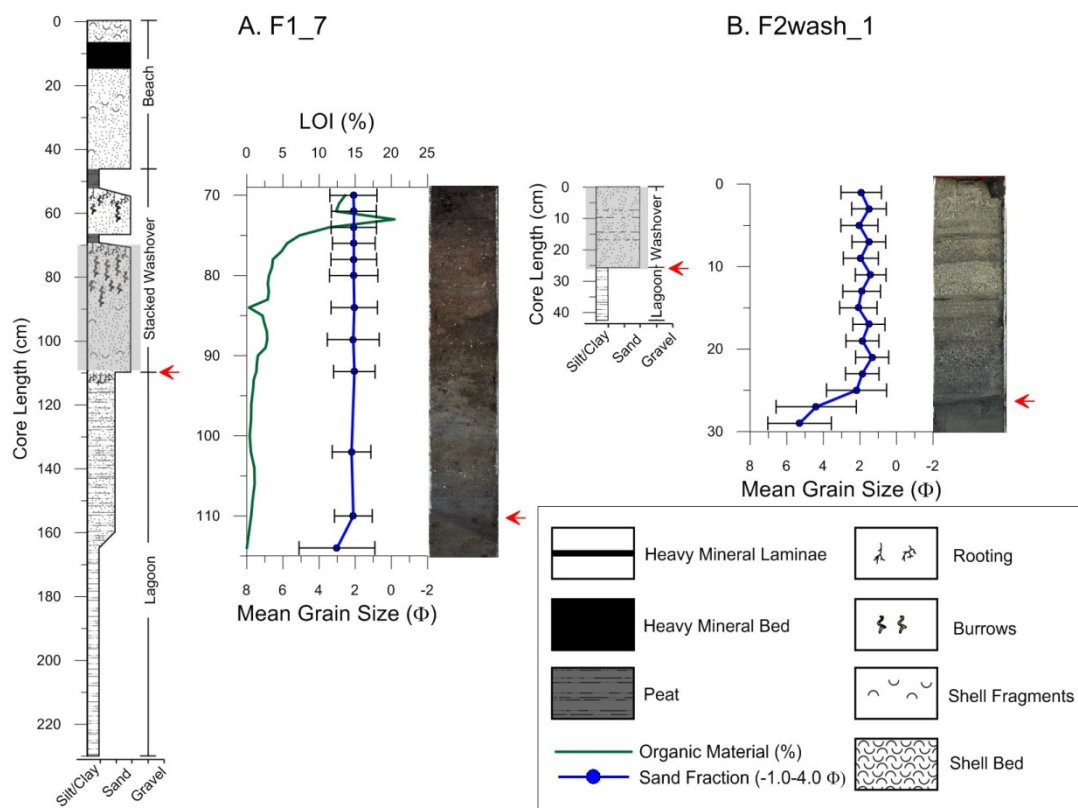 A. F1_7
B. F2wash_1
0
20
40
60
80
100
120
140
160
180
200
220
Core Length (cm)
Silt/Clay
Sand
Gravel
Beach
Stacked Washover
Lagoon
LOI (%)
0 5 10 15 20 25
70
80
90
100
110
8 6 4 2 0 -2
Mean Grain Size (Φ)
0
10
20
30
40
Core Length (cm)
Silt/Clay
Sand
Gravel
Washover
Lagoon
0
10
20
30
8 6 4 2 0 -2
Mean Grain Size (Φ)
Heavy Mineral Laminae
Heavy Mineral Bed
Peat
Organic Material (%)
Sand Fraction (-1.0-4.0 Φ)
Rooting
Burrows
Shell Fragments
Shell Bed